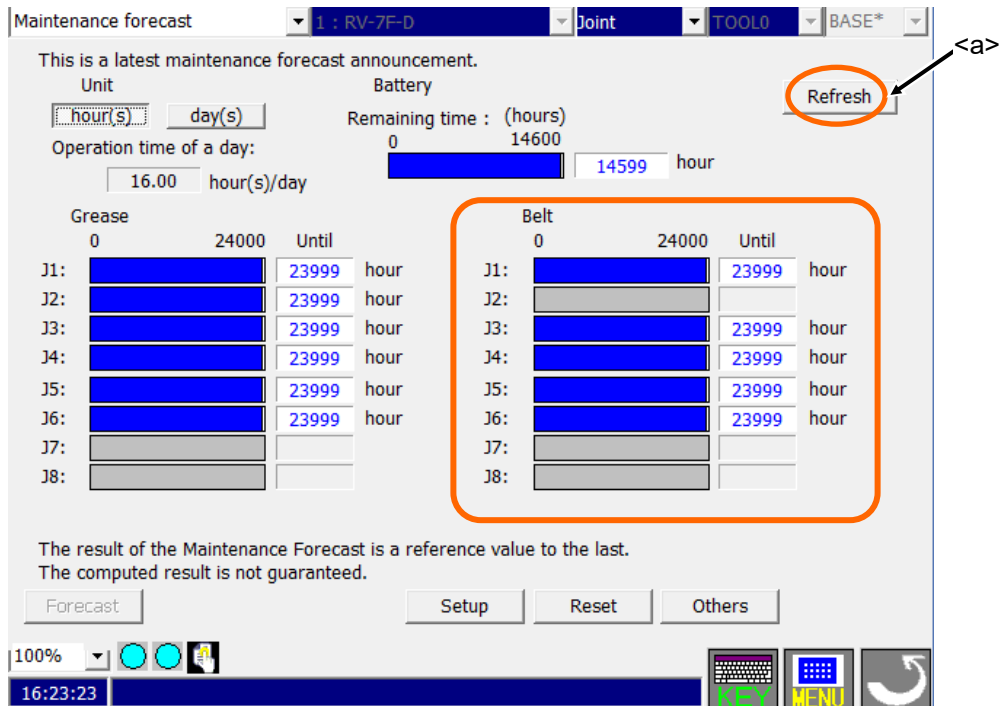 Maintenance forecast 1 : RV-7F-D Joint TOOL0 BASE*
<a>
This is a latest maintenance forecast announcement.
Unit Battery
Refresh
hour(s) day(s) Remaining time : (hours)
Operation time of a day: 0 14600
14599 hour
16.00 hour(s)/day
Grease Belt
0 24000 Until 0 24000 Until
J1: 23999 hour J1: 23999 hour
J2: 23999 hour J2:
J3: 23999 hour J3: 23999 hour
J4: 23999 hour J4: 23999 hour
J5: 23999 hour J5: 23999 hour
J6: 23999 hour J6: 23999 hour
J7: J7:
J8: J8:
The result of the Maintenance Forecast is a reference value to the last.
The computed result is not guaranteed.
Forecast Setup Reset Others
100%
16:23:23 KEY MENU